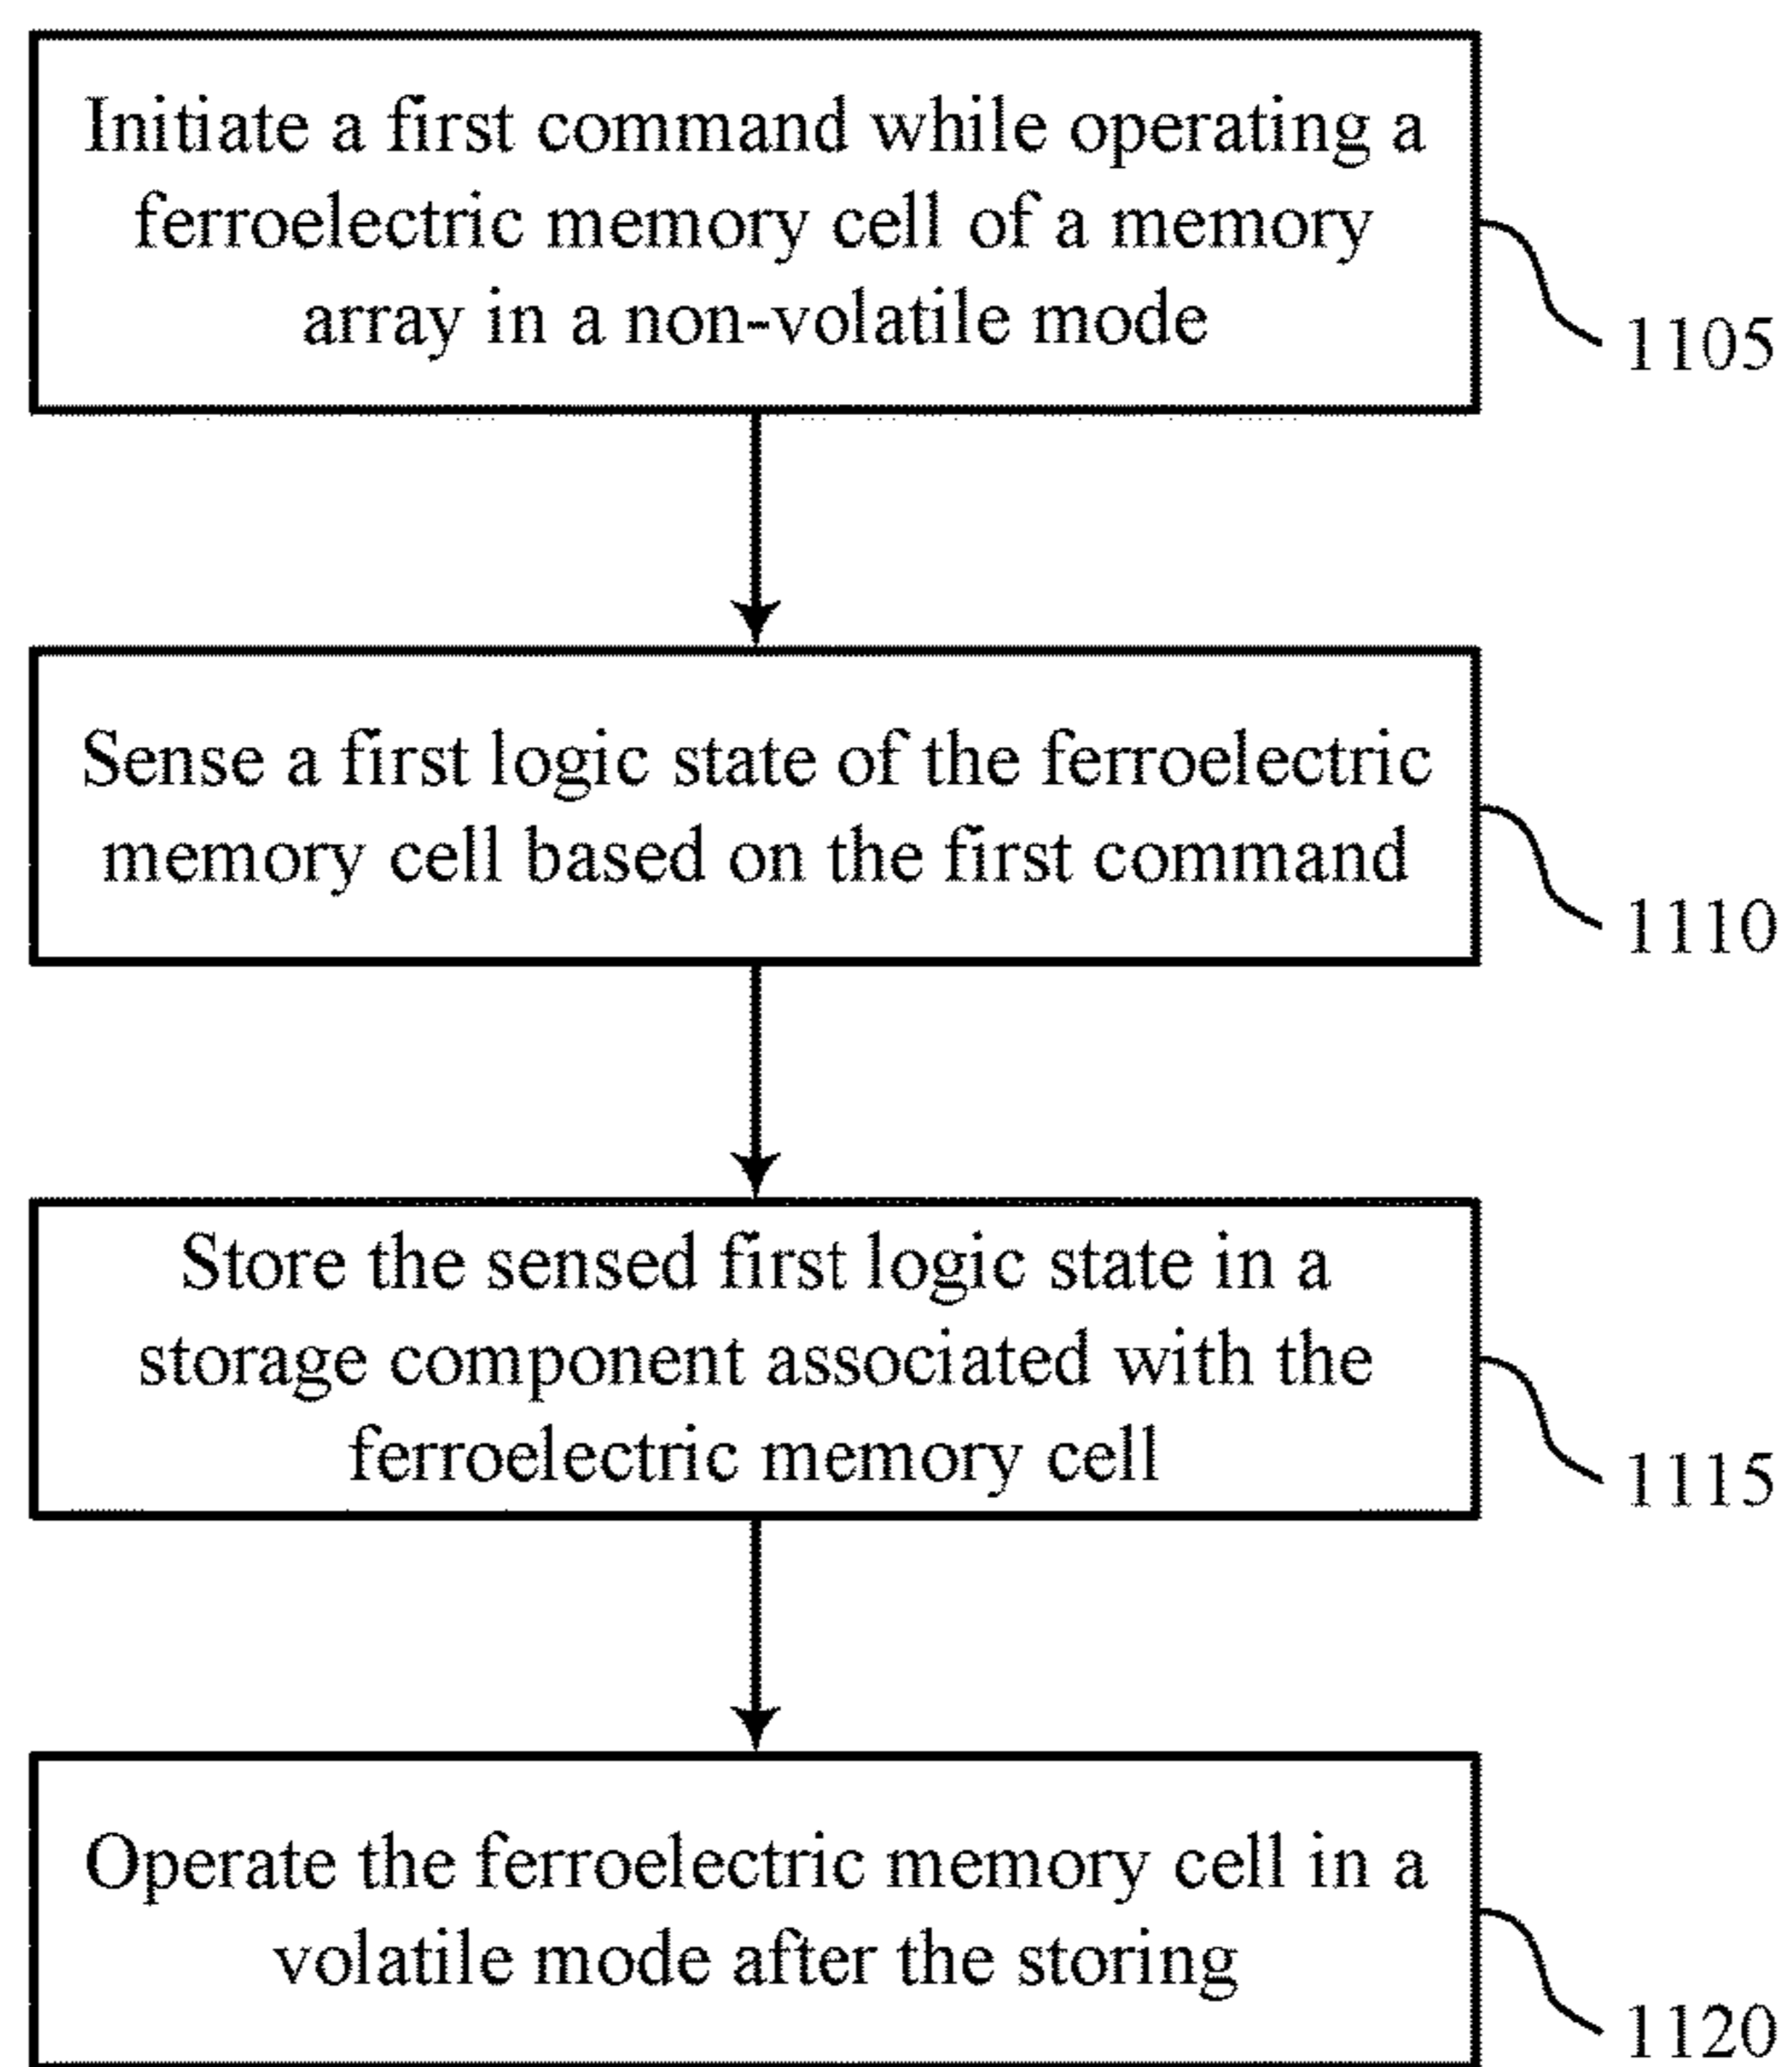 Initiate a first command while operating a
ferroelectric memory cell of a memory
array in a non-volatile mode
1105
Sense a first logic state of the ferroelectric
memory cell based on the first command
1110
Store the sensed first logic state in a
storage component associated with the
ferroelectric memory cell
1115
Operate the ferroelectric memory cell in a
volatile mode after the storing
1120